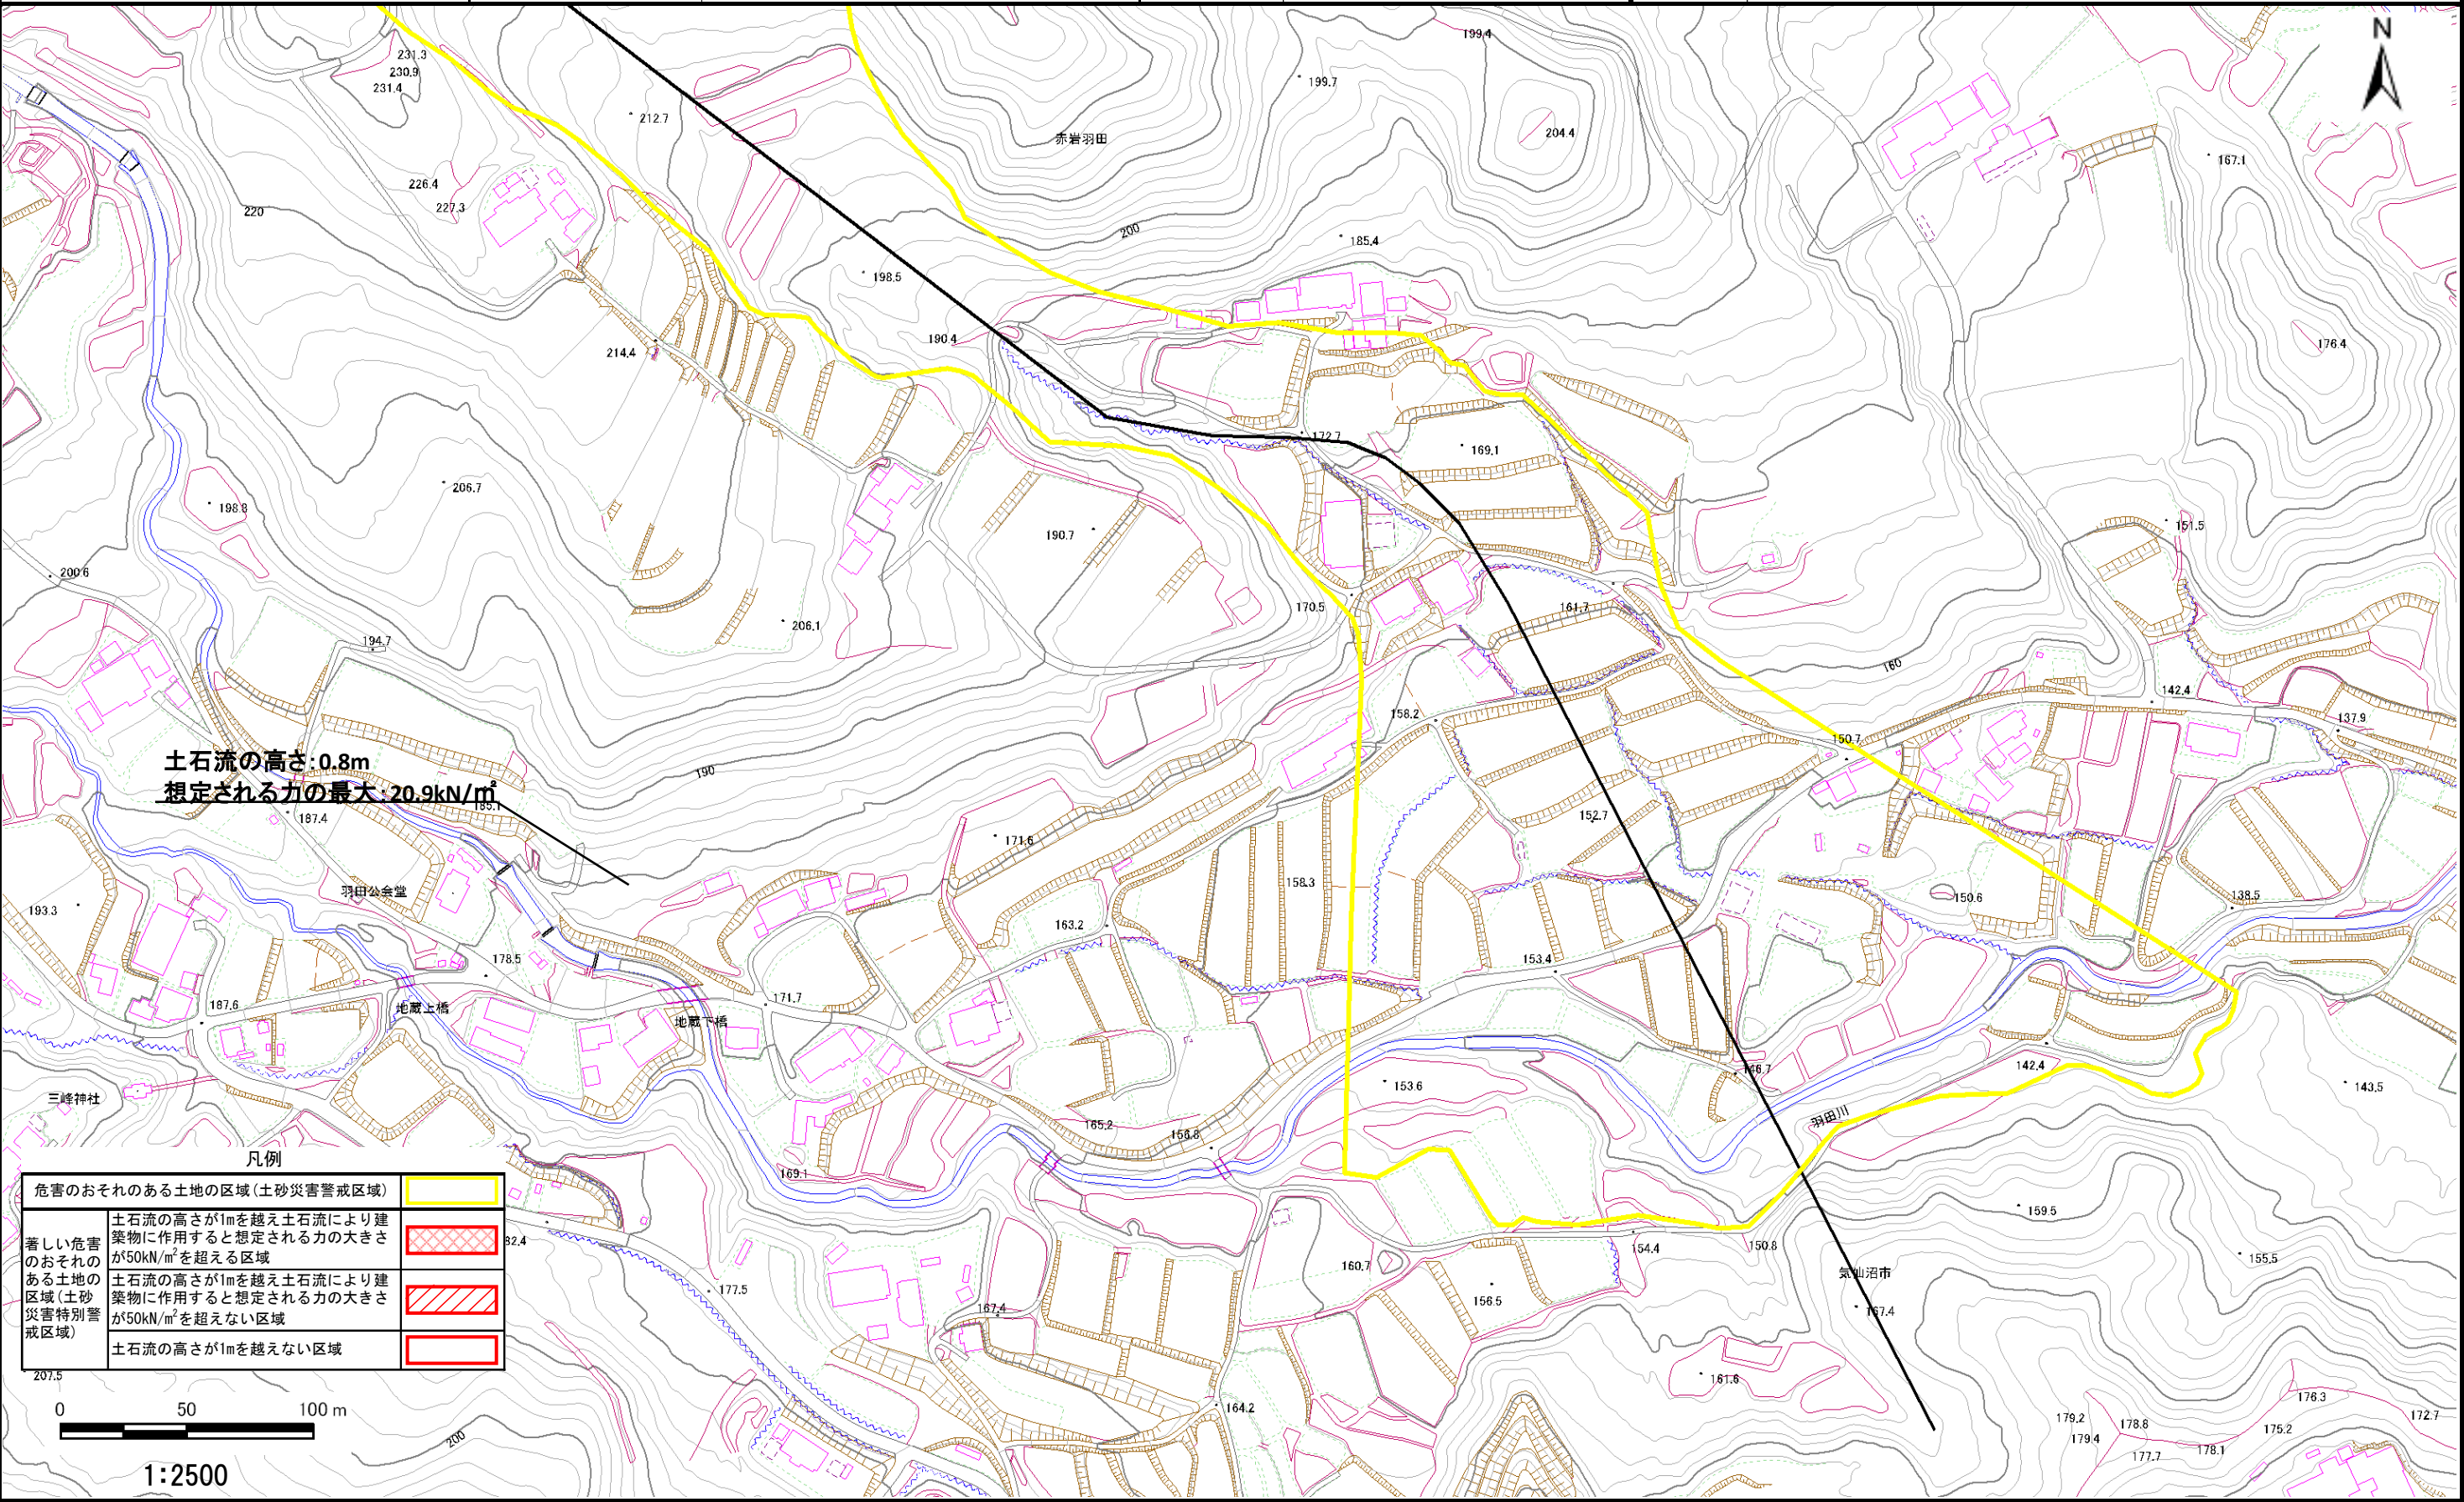 N
231.3
199.4
230.9
199.7
231.4
212.7
204.4
赤岩羽田
167.1
226.4
227.3
220
200
185.4
198.5
190.4
214.4
176.4
172.7
169.1
206.7
198.8
190.7
151.5
200.6
170.5
161.7
206.1
194.7
160
142.4
158.2
137.9
150.7
土石流の高さ:0.8m
190
想定される力の最大:20.9kN/㎡
185.1
187.4
152.7
171.6
158.3
羽田公会堂
138.5
150.6
193.3
163.2
178.5
153.4
171.7
187.6
地蔵上橋
地蔵下橋
146.7
142.4
153.6
143.5
三峰神社
羽田川
165.2
156.8
169.1
凡例
危害のおそれのある土地の区域(土砂災害警戒区域)
著しい危害
のおそれの
ある土地の
区域(土砂
災害特別警
戒区域)
土石流の高さが1mを越え土石流により建
築物に作用すると想定される力の大きさ
が50kN/m²を超える区域
土石流の高さが1mを越え土石流により建
築物に作用すると想定される力の大きさ
が50kN/m²を超えない区域
土石流の高さが1mを越えない区域
159.5
82.4
154.4
150.8
155.5
160.7
気仙沼市
177.5
156.5
167.4
167.4
207.5
161.6
176.3
0 50 100 m
164.2
179.2
178.8
175.2
172.7
200
179.4
177.7
178.1
1:2500